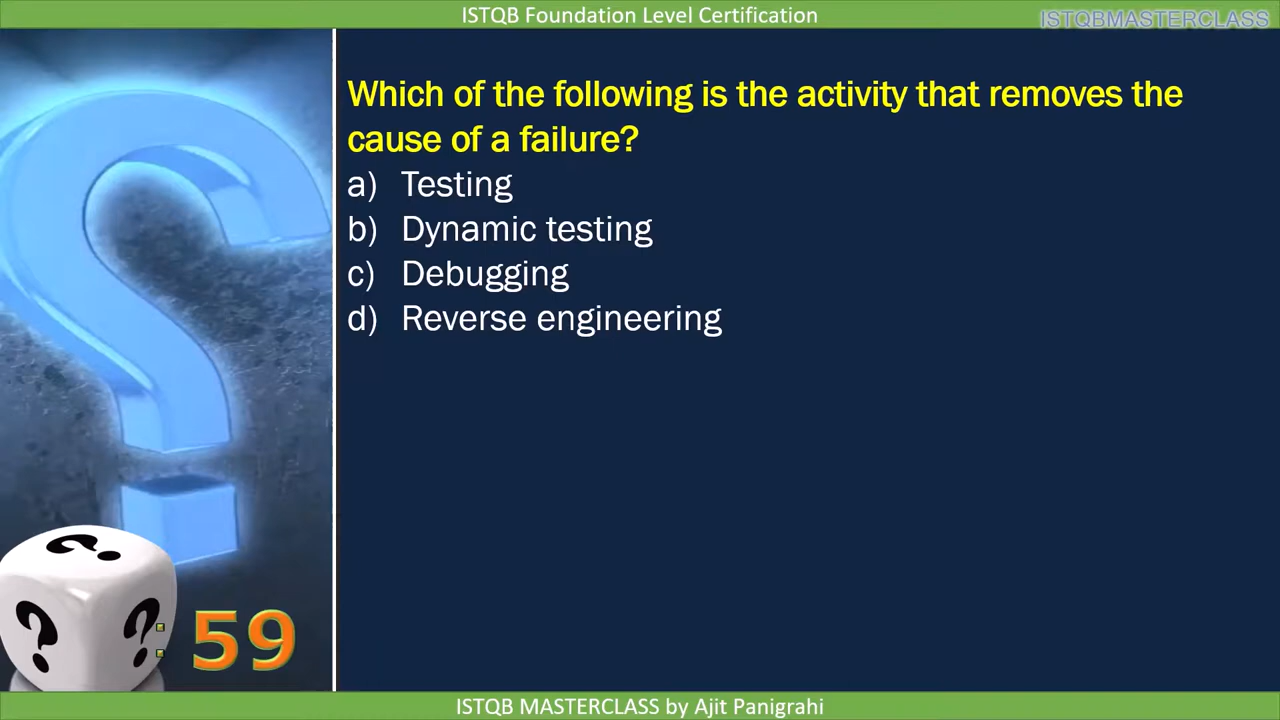 ISTQB Foundation Level Certification
ISTQBMASTERCLASS
Which of the following is the activity that removes the
cause of a failure?
a) Testing
b) Dynamic testing
c) Debugging
d) Reverse engineering
? ? ?
:59
ISTQB MASTERCLASS by Ajit Panigrahi